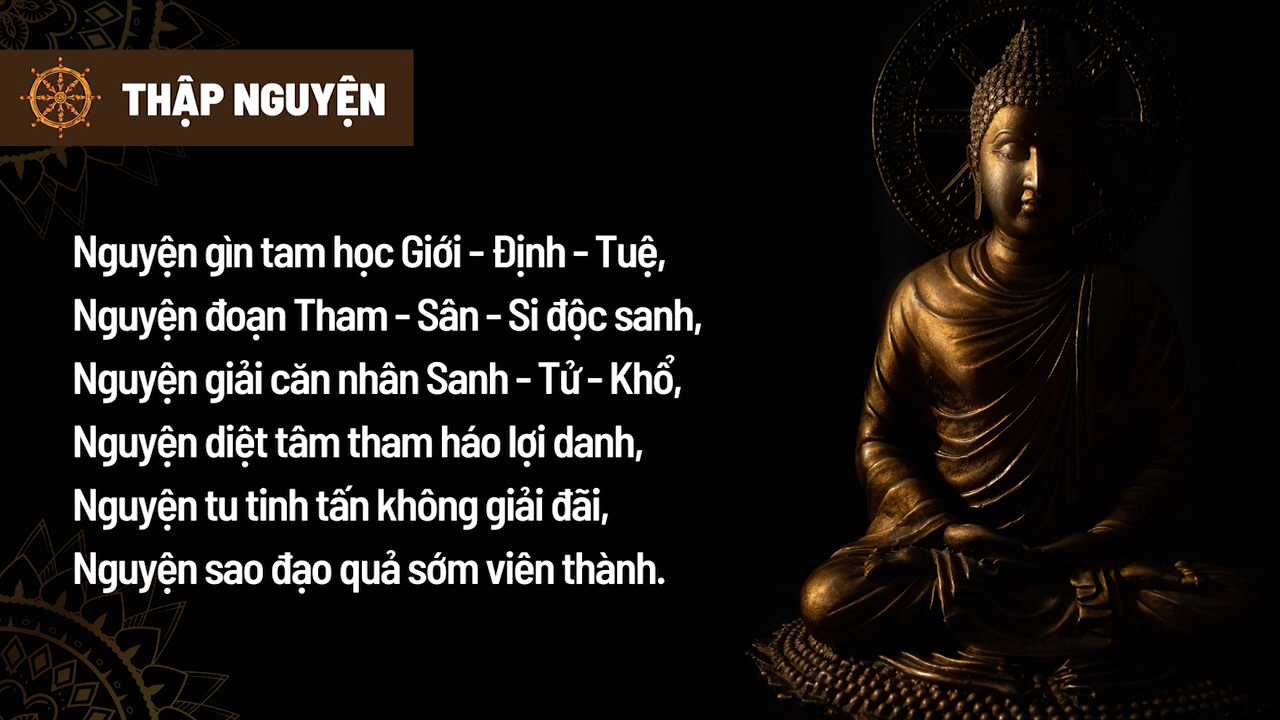 THẬP NGUYỆN
Nguyện gìn tam học Giới - Định - Tuệ,
Nguyện đoạn Tham - Sân - Si độc sanh,
Nguyện giải căn nhân Sanh - Tử - Khổ,
Nguyện diệt tâm tham háo lợi danh,
Nguyện tu tinh tấn không giải đãi,
Nguyện sao đạo quả sớm viên thành.